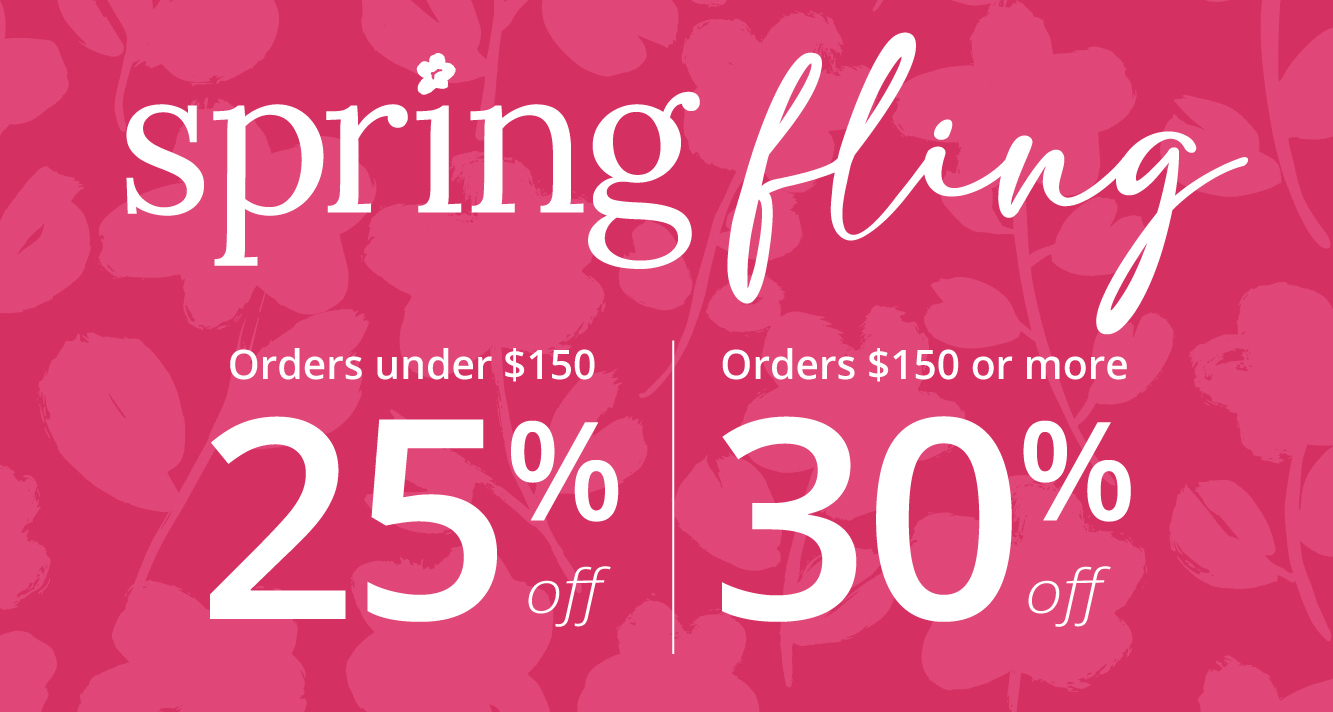 spring fling
Orders under $150
25% off
Orders $150 or more
30% off